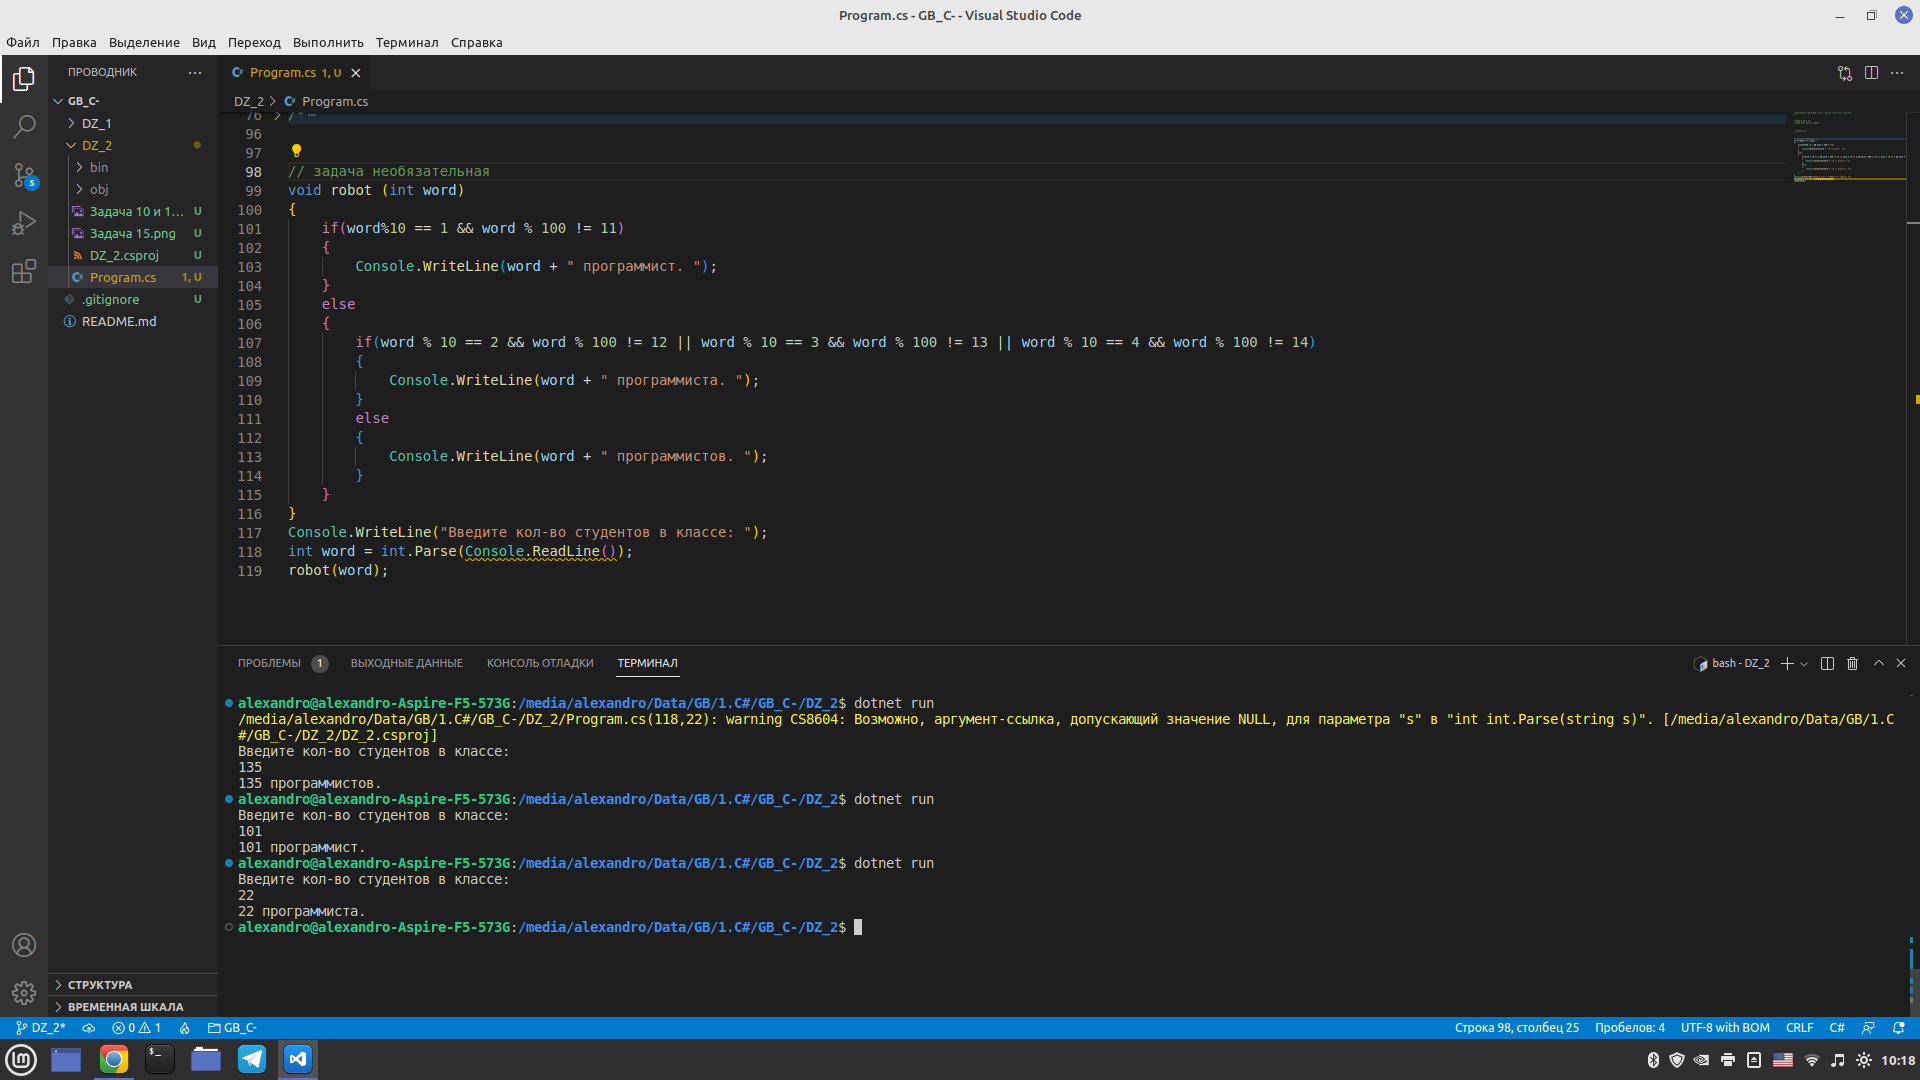 Program.cs - GB_C- - Visual Studio Code
Файл Правка Выделение Вид Переход Выполнить Терминал Справка
ПРОВОДНИК
GB_C-
DZ_1
DZ_2
bin
obj
Задача 10 и 1... U
Задача 15.png U
DZ_2.csproj U
Program.cs 1, U
.gitignore U
README.md
СТРУКТУРА
ВРЕМЕННАЯ ШКАЛА
5
Program.cs 1, U
DZ_2 > Program.cs
76 /* ...
96
97
98 // задача необязательная
99 void robot (int word)
100 {
101 if(word%10 == 1 && word % 100 != 11)
102 {
103 Console.WriteLine(word + " программист. ");
104 }
105 else
106 {
107 if(word % 10 == 2 && word % 100 != 12 || word % 10 == 3 && word % 100 != 13 || word % 10 == 4 && word % 100 != 14)
108 {
109 Console.WriteLine(word + " программиста. ");
110 }
111 else
112 {
113 Console.WriteLine(word + " программистов. ");
114 }
115 }
116 }
117 Console.WriteLine("Введите кол-во студентов в классе: ");
118 int word = int.Parse(Console.ReadLine());
119 robot(word);
ПРОБЛЕМЫ 1 ВЫХОДНЫЕ ДАННЫЕ КОНСОЛЬ ОТЛАДКИ ТЕРМИНАЛ
bash - DZ_2
alexandro@alexandro-Aspire-F5-573G:/media/alexandro/Data/GB/1.C#/GB_C-/DZ_2$ dotnet run
/media/alexandro/Data/GB/1.C#/GB_C-/DZ_2/Program.cs(118,22): warning CS8604: Возможно, аргумент-ссылка, допускающий значение NULL, для параметра "s" в "int int.Parse(string s)". [/media/alexandro/Data/GB/1.C
#/GB_C-/DZ_2/DZ_2.csproj]
Введите кол-во студентов в классе:
135
135 программистов.
alexandro@alexandro-Aspire-F5-573G:/media/alexandro/Data/GB/1.C#/GB_C-/DZ_2$ dotnet run
Введите кол-во студентов в классе:
101
101 программист.
alexandro@alexandro-Aspire-F5-573G:/media/alexandro/Data/GB/1.C#/GB_C-/DZ_2$ dotnet run
Введите кол-во студентов в классе:
22
22 программиста.
alexandro@alexandro-Aspire-F5-573G:/media/alexandro/Data/GB/1.C#/GB_C-/DZ_2$
DZ_2* 0 1 GB_C-
Строка 98, столбец 25 Пробелов: 4 UTF-8 with BOM CRLF C#
10:18